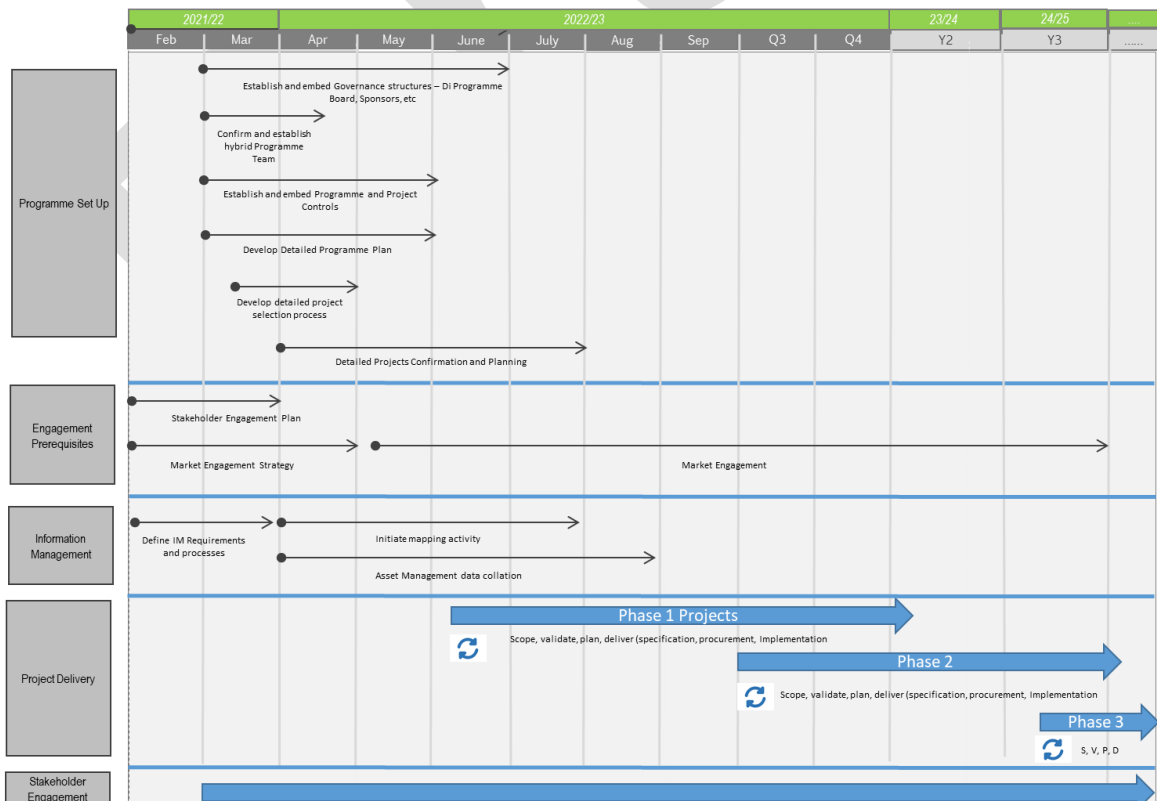 2021/22 2022/23 23/24 24/25 ....
Feb Mar Apr May June July Aug Sep Q3 Q4 Y2 Y3 ......
Programme Set Up
Establish and embed Governance structures – Di Programme
Board, Sponsors, etc
Confirm and establish
hybrid Programme
Team
Establish and embed Programme and Project
Controls
Develop Detailed Programme Plan
Develop detailed project
selection process
Detailed Projects Confirmation and Planning
Engagement
Prerequisites
Stakeholder Engagement Plan
Market Engagement Strategy
Market Engagement
Information
Management
Define IM Requirements
and processes
Initiate mapping activity
Asset Management data collation
Project Delivery
Phase 1 Projects
Scope, validate, plan, deliver (specification, procurement, Implementation
Phase 2
Scope, validate, plan, deliver (specification, procurement, Implementation
Phase 3
S, V, P, D
Stakeholder
Engagement